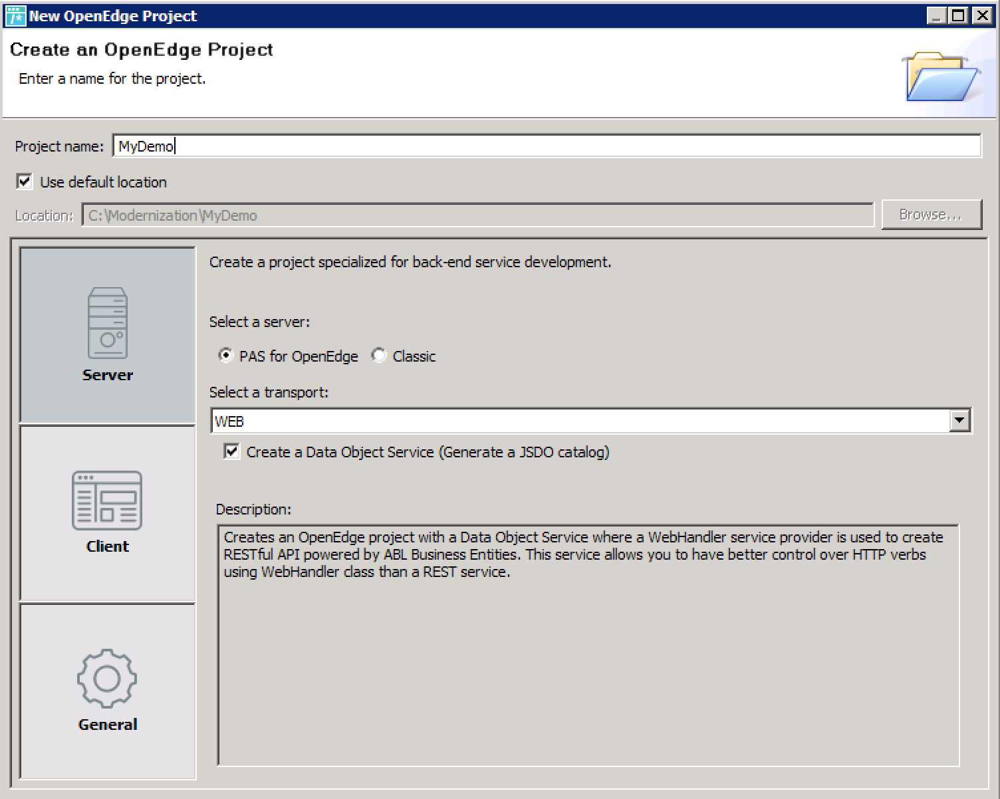 New OpenEdge Project
Create an OpenEdge Project
Enter a name for the project.
Project name: MyDemo
Use default location
Location: C:\Modernization\MyDemo Browse...
Create a project specialized for back-end service development.
Select a server:
PAS for OpenEdge Classic
Server
Select a transport:
WEB
Create a Data Object Service (Generate a JSDO catalog)
Client
Description:
Creates an OpenEdge project with a Data Object Service where a WebHandler service provider is used to create
RESTful API powered by ABL Business Entities. This service allows you to have better control over HTTP verbs
using WebHandler class than a REST service.
General